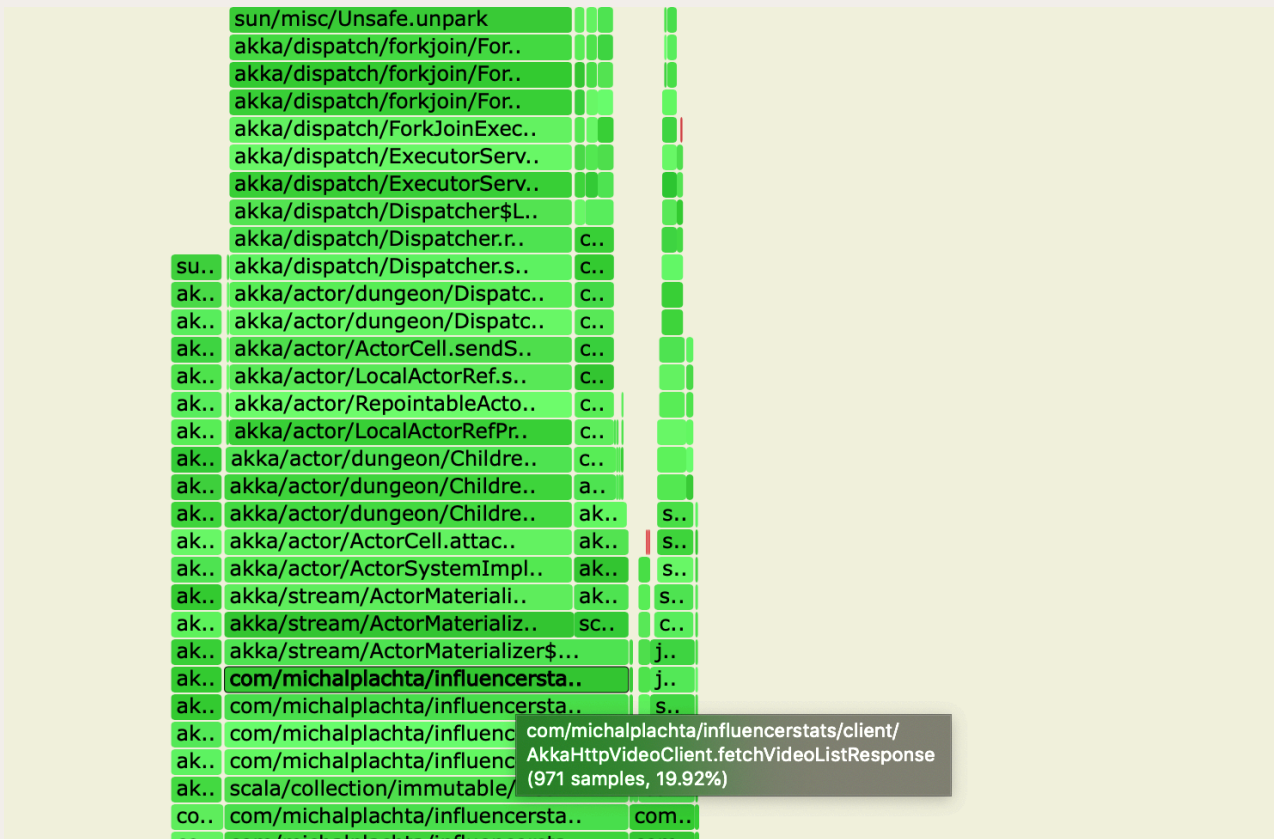 sun/misc/Unsafe.unpark
akka/dispatch/forkjoin/For..
akka/dispatch/forkjoin/For..
akka/dispatch/forkjoin/For..
akka/dispatch/ForkJoinExec..
akka/dispatch/ExecutorServ..
akka/dispatch/ExecutorServ..
akka/dispatch/Dispatcher$L..
akka/dispatch/Dispatcher.r.. c..
su.. akka/dispatch/Dispatcher.s.. c..
ak.. akka/actor/dungeon/Dispatc.. c..
ak.. akka/actor/dungeon/Dispatc.. c..
ak.. akka/actor/ActorCell.sendS.. c..
ak.. akka/actor/LocalActorRef.s.. c..
ak.. akka/actor/RepointableActo.. c..
ak.. akka/actor/LocalActorRefPr.. c..
ak.. akka/actor/dungeon/Childre.. c..
ak.. akka/actor/dungeon/Childre.. a..
ak.. akka/actor/dungeon/Childre.. ak.. s..
ak.. akka/actor/ActorCell.attac.. ak.. s..
ak.. akka/actor/ActorSystemImpl.. ak.. s..
ak.. akka/stream/ActorMateriali.. ak.. s..
ak.. akka/stream/ActorMaterializ.. sc.. c..
ak.. akka/stream/ActorMaterializer$... j..
ak.. com/michalplachta/influencersta.. j..
ak.. com/michalplachta/influencersta.. s..
ak.. com/michalplachta/influenc
ak.. com/michalplachta/influenc
ak.. scala/collection/immutable/
co.. com/michalplachta/influencersta.. com..
com/michalplachta/influencerstats/client/
AkkaHttpVideoClient.fetchVideoListResponse
(971 samples, 19.92%)